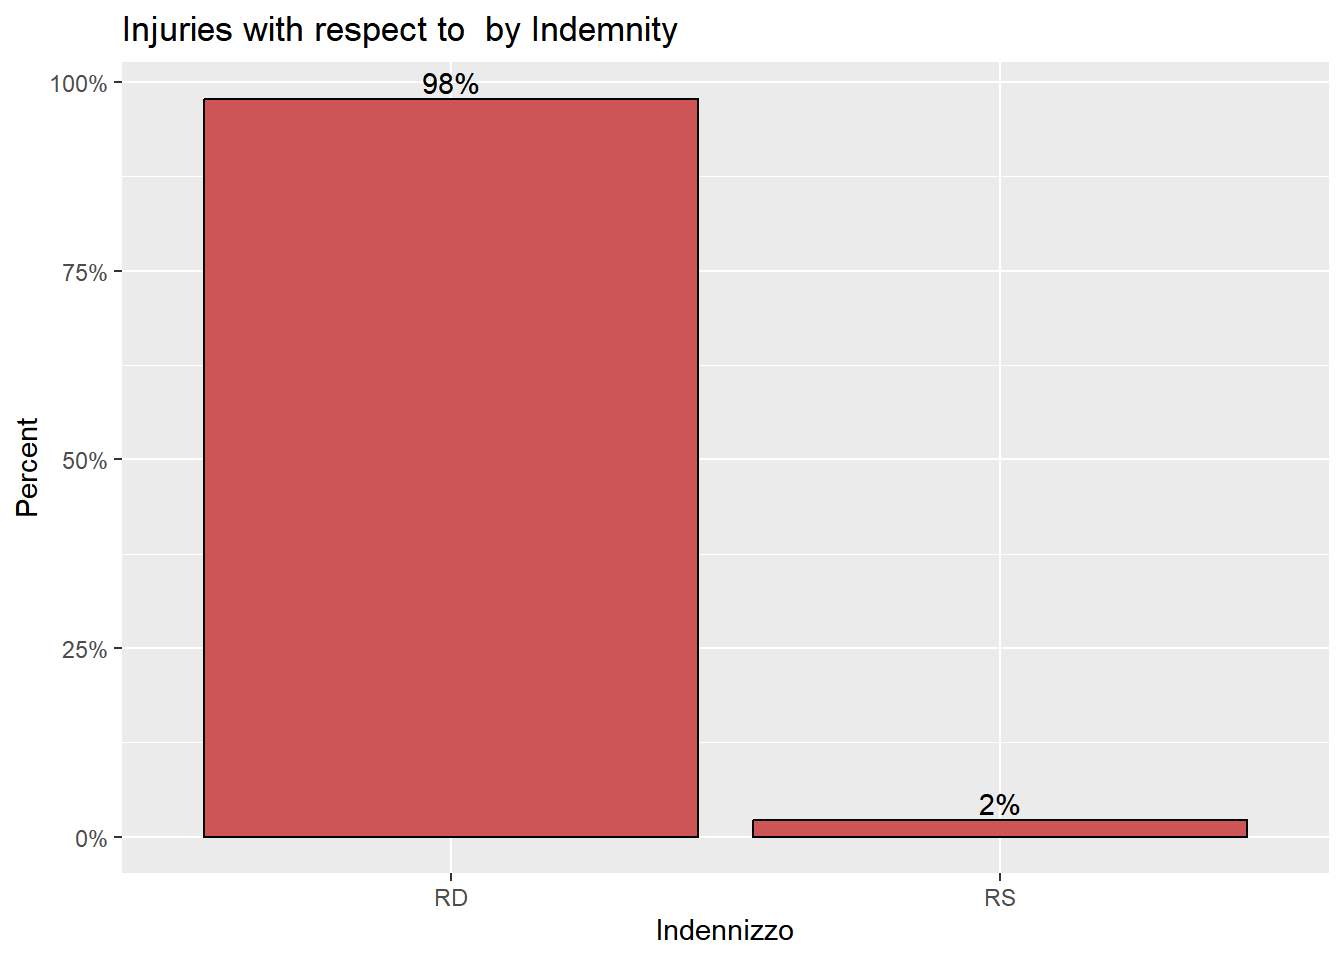 Injuries with respect to  by Indemnity
100%
98%
75%
50%
25%
2%
0%
Percent
RD
RS
Indennizzo